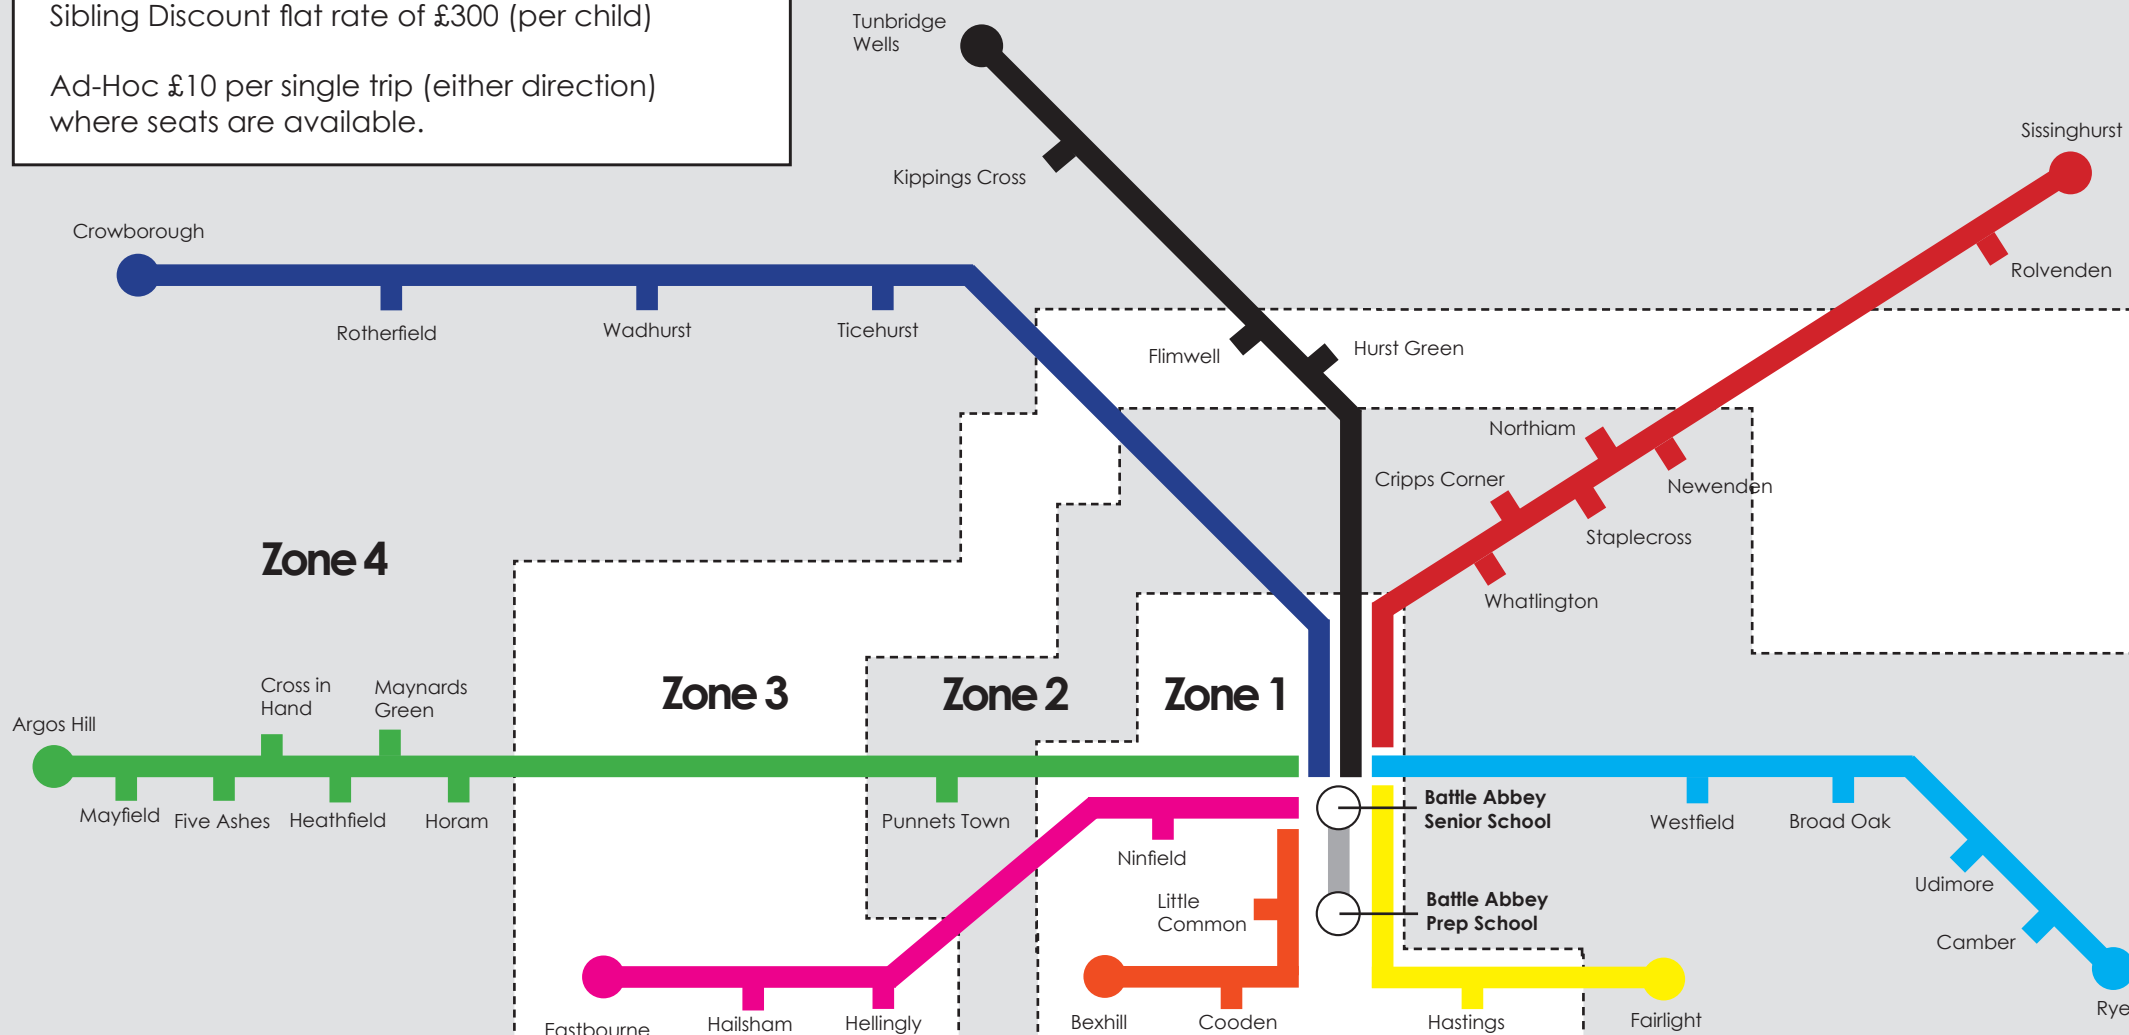 Sibling Discount flat rate of £300 (per child)
Ad-Hoc £10 per single trip (either direction)
where seats are available.
Tunbridge
Wells
Sissinghurst
Kippings Cross
Crowborough
Rolvenden
Rotherfield
Wadhurst
Ticehurst
Flimwell
Hurst Green
Northiam
Cripps Corner
Newenden
Staplecross
Zone 4
Whatlington
Zone 3
Zone 2
Zone 1
Cross in
Hand
Maynards
Green
Argos Hill
Mayfield
Five Ashes
Heathfield
Horam
Punnets Town
Battle Abbey
Senior School
Westfield
Broad Oak
Ninfield
Udimore
Little
Common
Battle Abbey
Prep School
Camber
Rye
Eastbourne
Hailsham
Hellingly
Bexhill
Cooden
Hastings
Fairlight